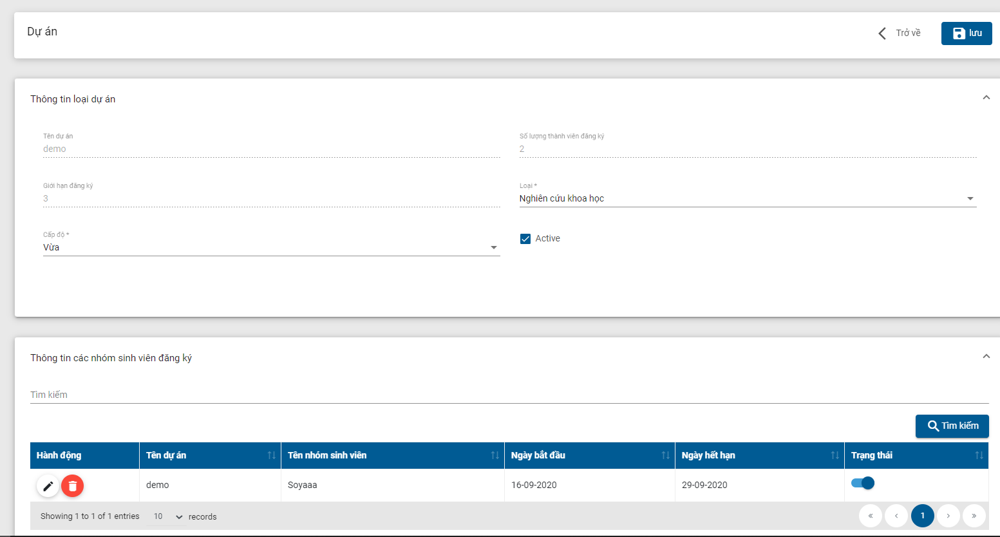 Dự án
Trở về
lưu
Thông tin loại dự án
Tên dự án
demo
Số lượng thành viên đăng ký
2
Giới hạn đăng ký
3
Loại *
Nghiên cứu khoa học
Cấp độ *
Vừa
Active
Thông tin các nhóm sinh viên đăng ký
Tìm kiếm
Tìm kiếm
Hành động Tên dự án Tên nhóm sinh viên Ngày bắt đầu Ngày hết hạn Trạng thái
demo Soyaaa 16-09-2020 29-09-2020
Showing 1 to 1 of 1 entries 10 records « ‹ 1 › »